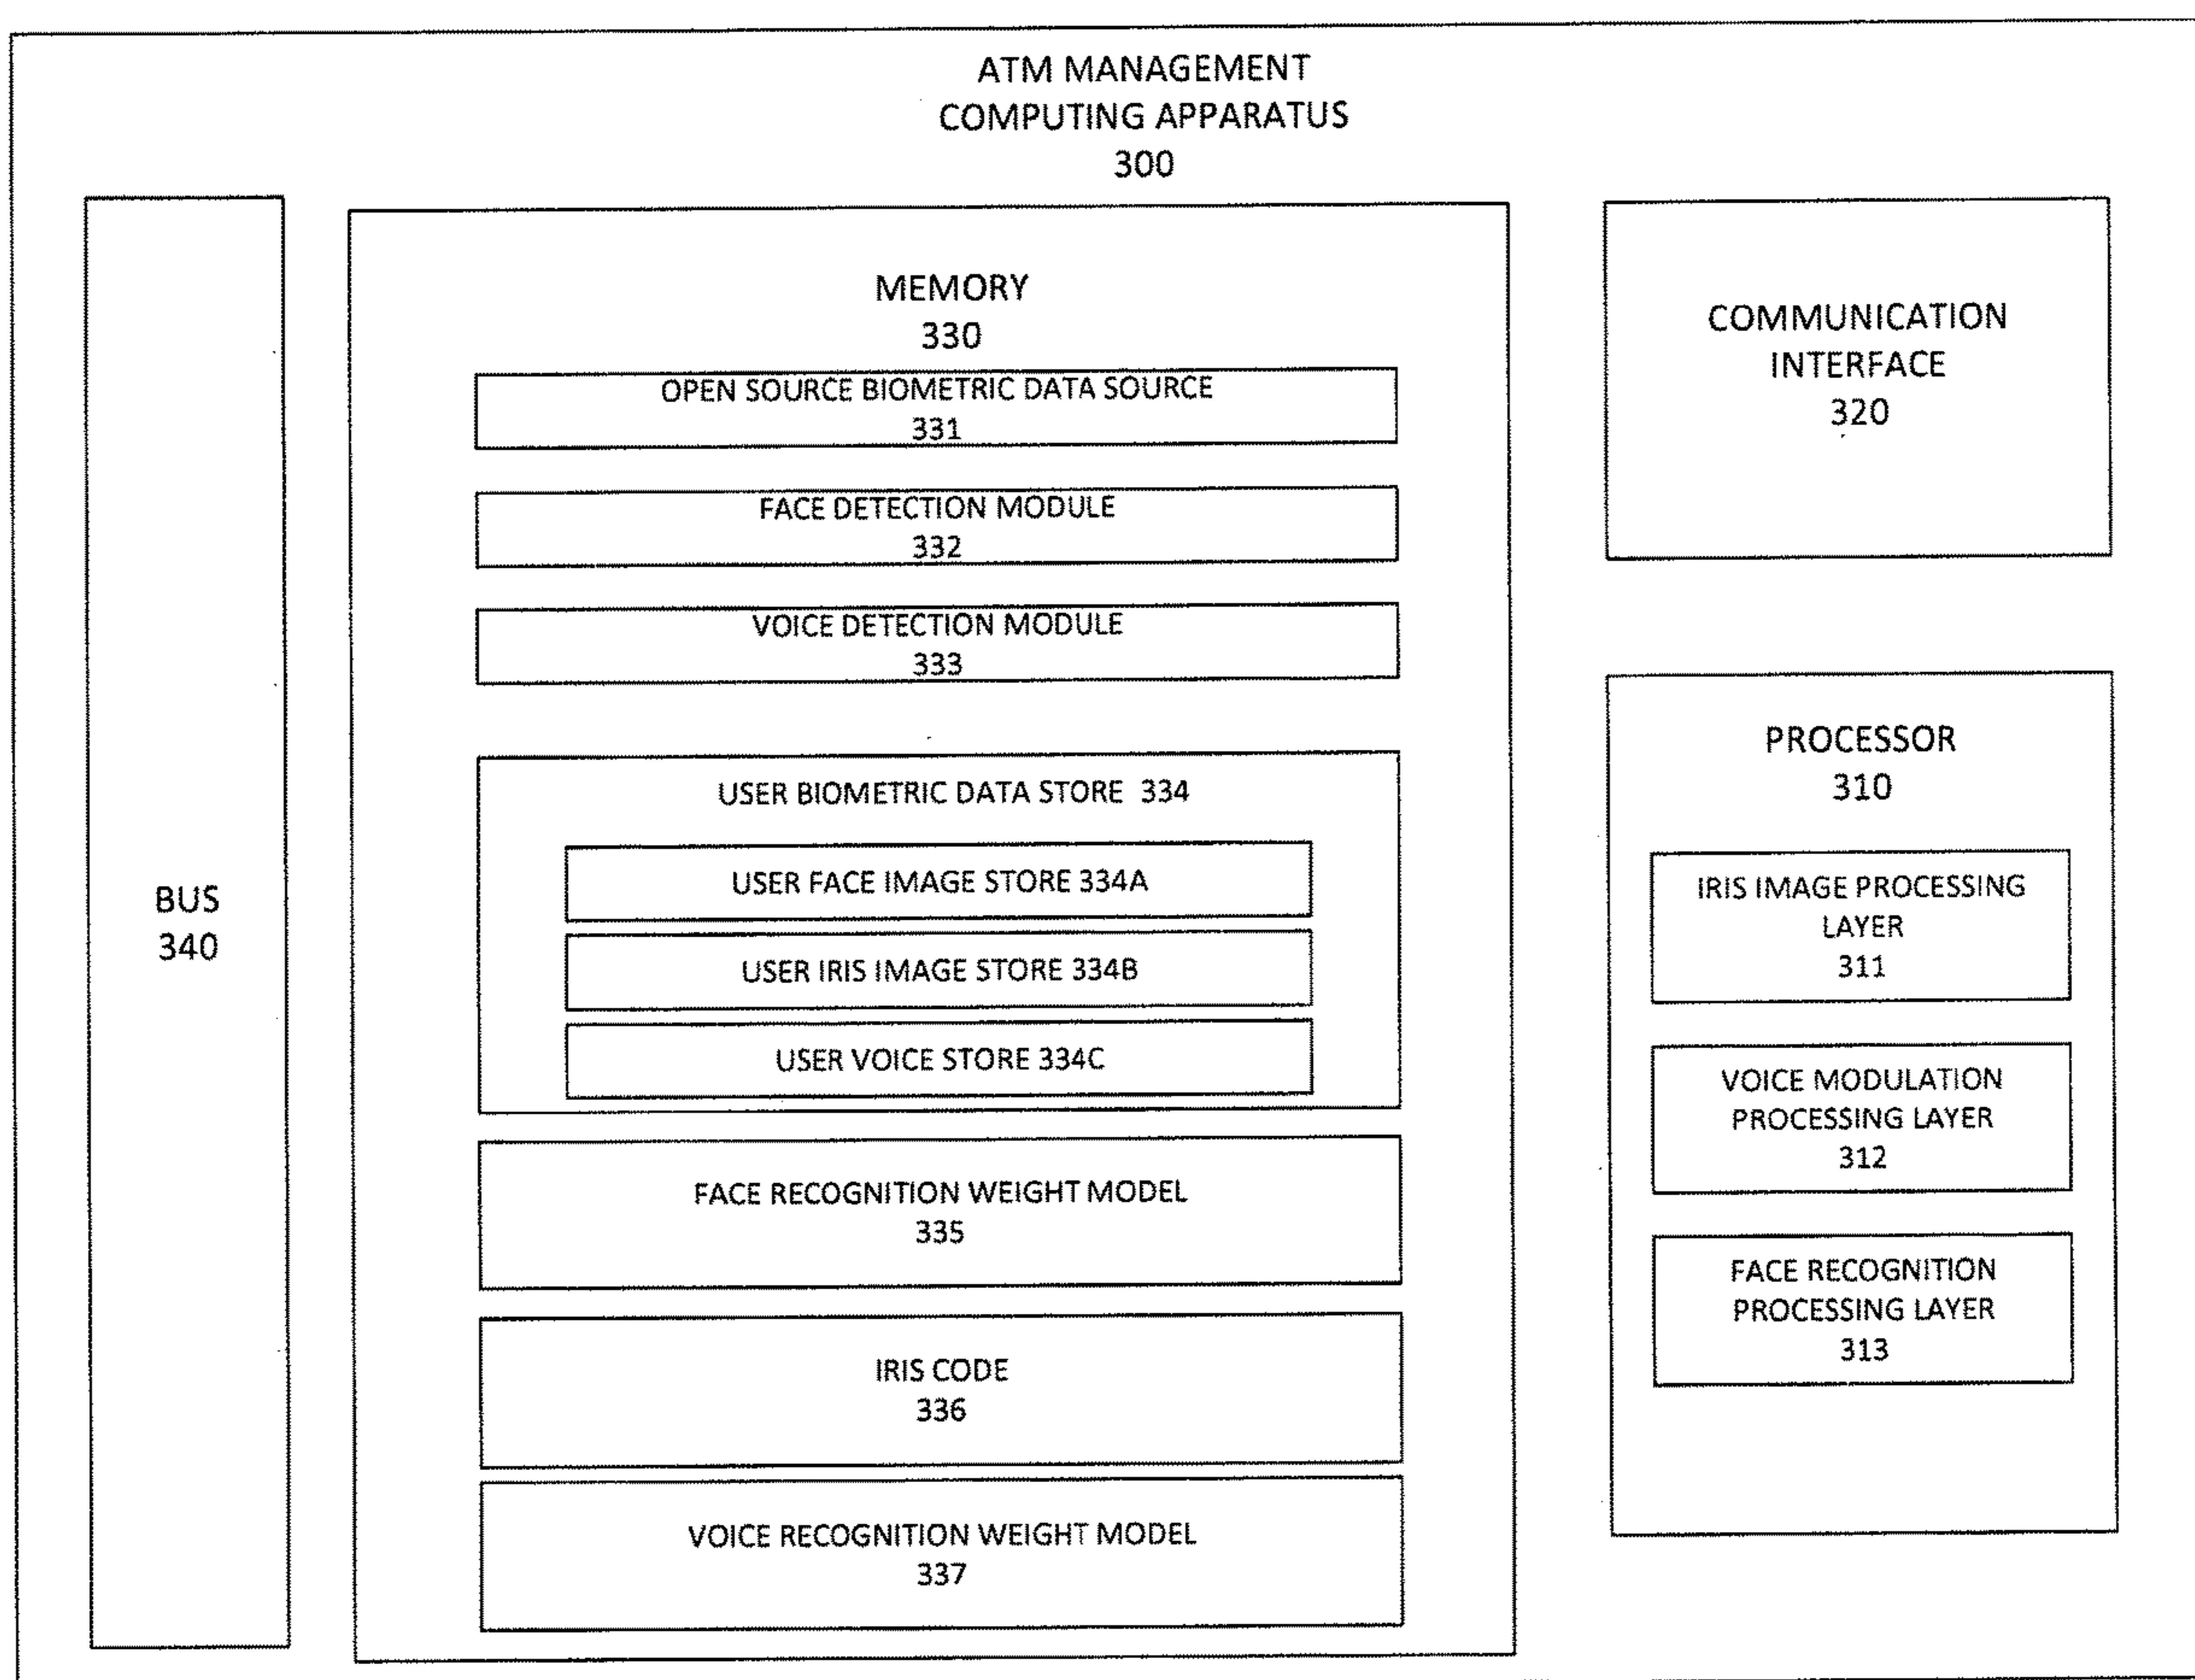 ATM MANAGEMENT
COMPUTING APPARATUS
300
BUS
340
MEMORY
330
OPEN SOURCE BIOMETRIC DATA SOURCE
331
FACE DETECTION MODULE
332
VOICE DETECTION MODULE
333
USER BIOMETRIC DATA STORE 334
USER FACE IMAGE STORE 334A
USER IRIS IMAGE STORE 334B
USER VOICE STORE 334C
FACE RECOGNITION WEIGHT MODEL
335
IRIS CODE
336
VOICE RECOGNITION WEIGHT MODEL
337
COMMUNICATION
INTERFACE
320
PROCESSOR
310
IRIS IMAGE PROCESSING
LAYER
311
VOICE MODULATION
PROCESSING LAYER
312
FACE RECOGNITION
PROCESSING LAYER
313